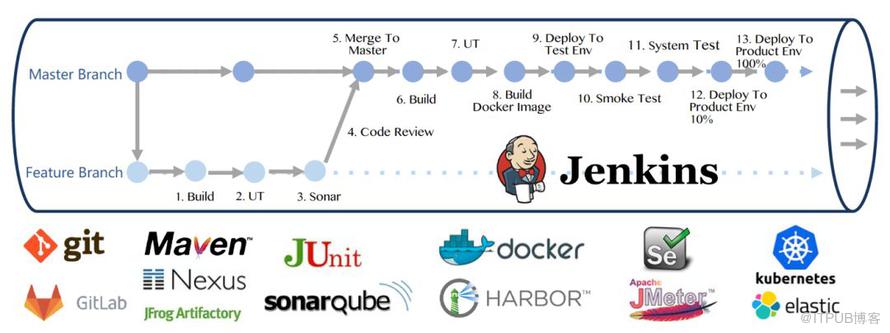 5. Merge To
Master
7. UT
9. Deploy To
Test Env
11. System Test
13. Deploy To
Product Env
100%
Master Branch
6. Build
8. Build
Docker Image
10. Smoke Test
12. Deploy To
Product Env
10%
4. Code Review
Feature Branch
1. Build
2. UT
3. Sonar
Jenkins
git
Maven™
JUnit
docker
Se
kubernetes
Nexus
GitLab
JFrog Artifactory
sonarqube
HARBOR™
Apache
JMeter™
elastic
@ITPUB博客